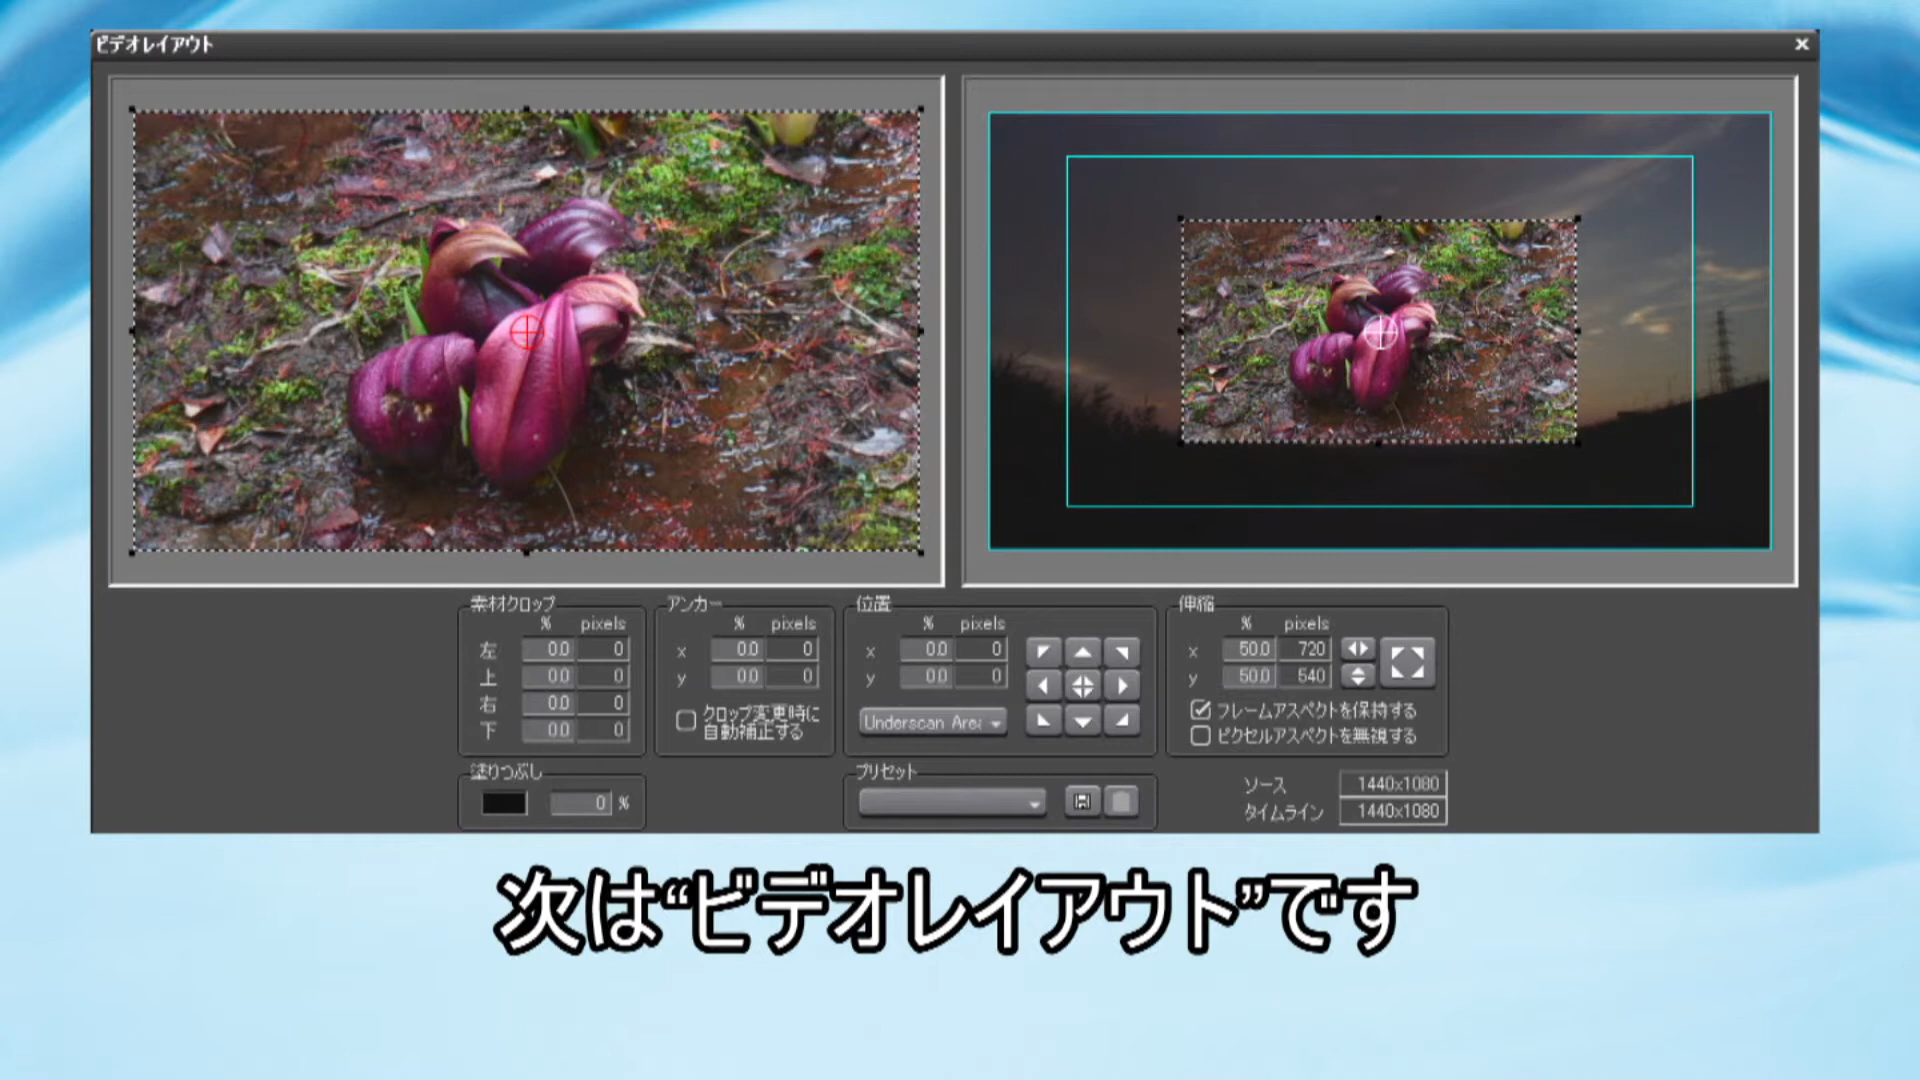 ビデオレイアウト
素材クロップ
% pixels
左 0.0 0
上 0.0 0
右 0.0 0
下 0.0 0
アンカー
% pixels
x 0.0 0
y 0.0 0
クロップ変更時に
自動補正する
位置
% pixels
x 0.0 0
y 0.0 0
Underscan Area
伸縮
% pixels
x 50.0 720
y 50.0 540
フレームアスペクトを保持する
ピクセルアスペクトを無視する
塗りつぶし
0 %
プリセット
ソース 1440x1080
タイムライン 1440x1080
次は“ビデオレイアウト”です